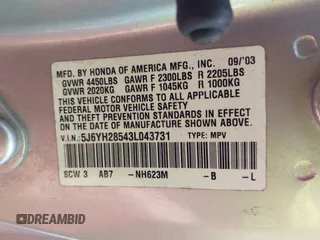 MFD. BY HONDA OF AMERICA MFG., INC. 09/'03
GVWR 4450LBS GAWR F 2300LBS R 2205LBS
GVWR 2020KG GAWR F 1045KG R 1000KG
THIS VEHICLE CONFORMS TO ALL APPLICABLE
FEDERAL MOTOR VEHICLE SAFETY
AND THEFT PREVENTION STANDARDS
IN EFFECT ON THE DATE OF
MANUFACTURE SHOWN ABOVE.
V.I.N.: 5J6YH28543L043731 TYPE: MPV
SCW 3 AB7 -NH623M -B -L
DREAMBID